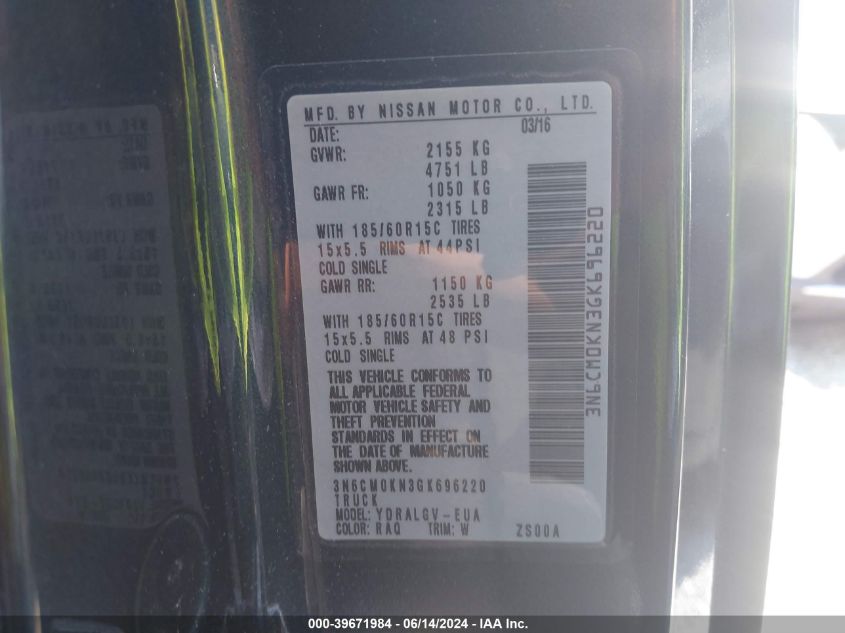 MFD. BY NISSAN MOTOR CO., LTD.
DATE: 03/16
GVWR: 2155 KG
4751 LB
GAWR FR: 1050 KG
2315 LB
WITH 185/60R15C TIRES
15x5.5 RIMS AT 44PSI
COLD SINGLE
GAWR RR: 1150 KG
2535 LB
WITH 185/60R15C TIRES
15x5.5 RIMS AT 48 PSI
COLD SINGLE
THIS VEHICLE CONFORMS TO
ALL APPLICABLE FEDERAL
MOTOR VEHICLE SAFETY AND
THEFT PREVENTION
STANDARDS IN EFFECT ON
THE DATE OF MANUFACTURE
SHOWN ABOVE.
3N6CM0KN3GK696220
TRUCK
MODEL: YDRALGV-EUA
COLOR: RAQ TRIM: W ZS00A
3N6CM0KN3GK696220
000-39671984 - 06/14/2024 - IAA Inc.